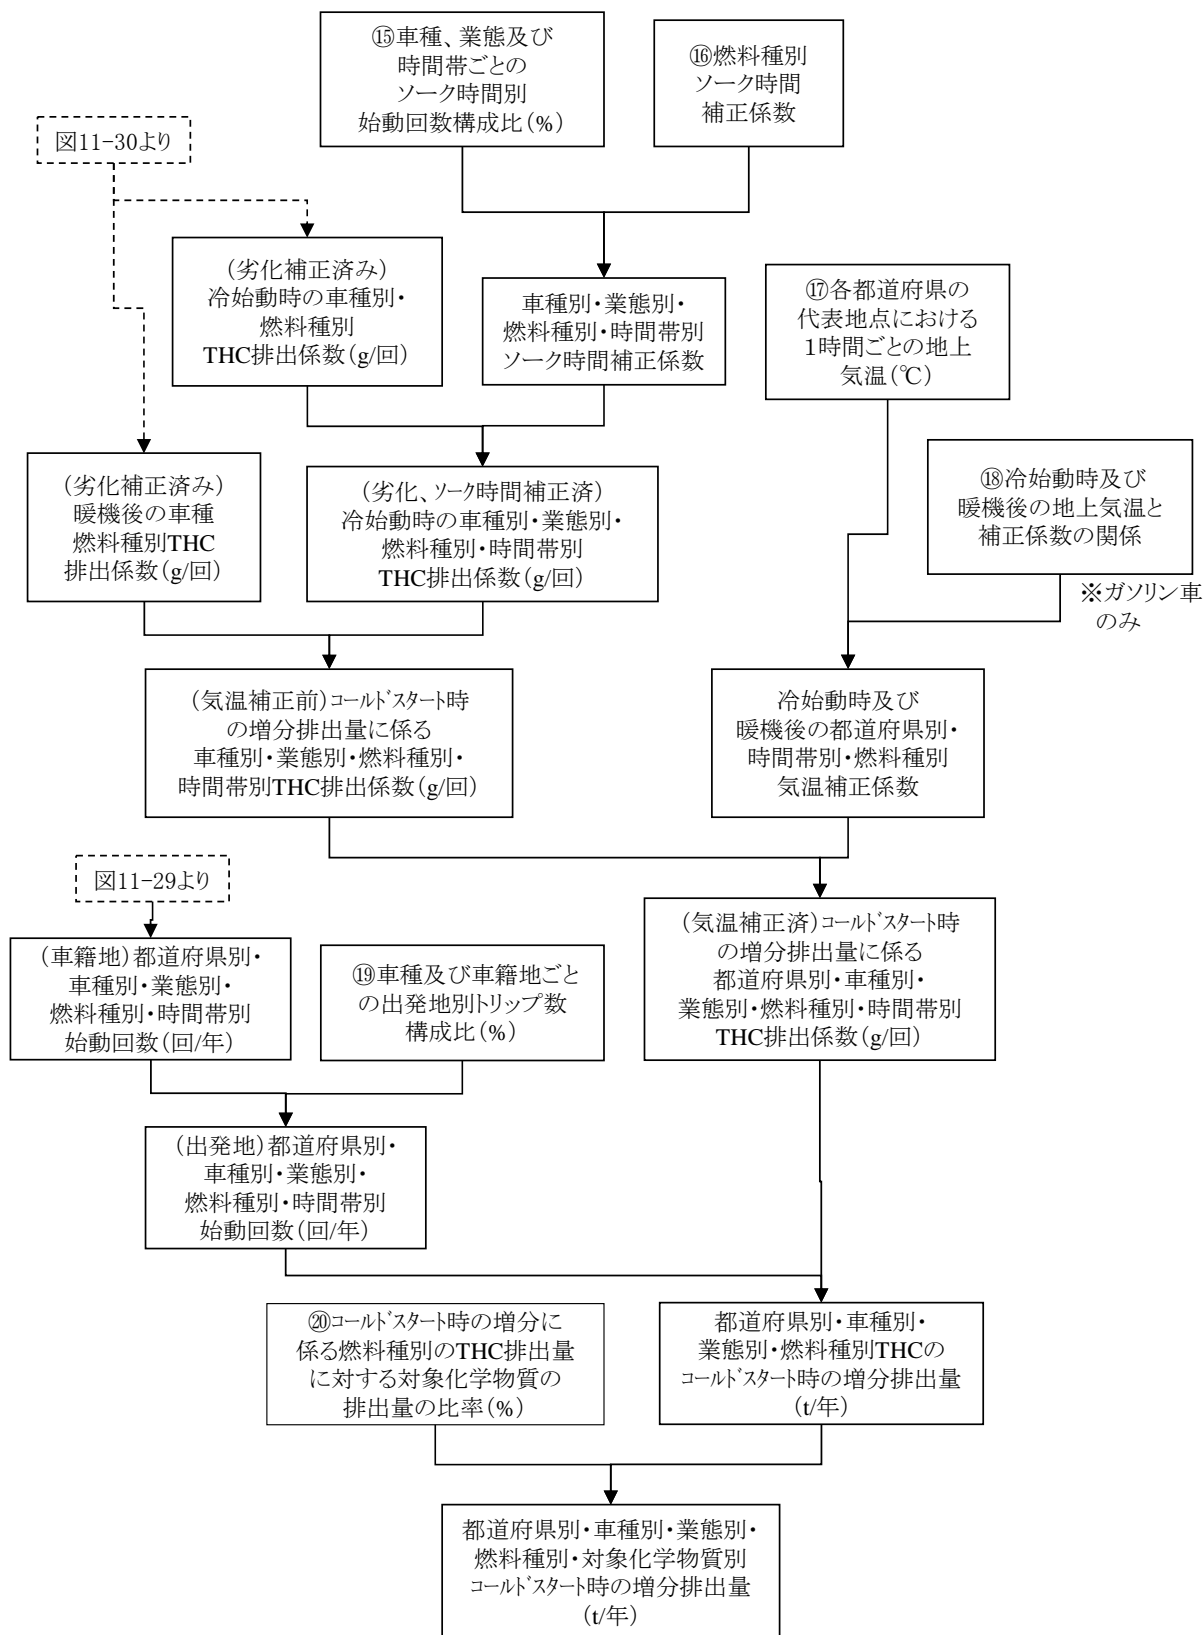 ⑮車種、業態及び
時間帯ごとの
ソーク時間別
始動回数構成比(%)
⑯燃料種別
ソーク時間
補正係数
図11-30より
(劣化補正済み)
冷始動時の車種別・
燃料種別
THC排出係数(g/回)
車種別・業態別・
燃料種別・時間帯別
ソーク時間補正係数
⑰各都道府県の
代表地点における
1時間ごとの地上
気温(℃)
(劣化補正済み)
暖機後の車種
燃料種別THC
排出係数(g/回)
(劣化、ソーク時間補正済)
冷始動時の車種別・業態別・
燃料種別・時間帯別
THC排出係数(g/回)
⑱冷始動時及び
暖機後の地上気温と
補正係数の関係
※ガソリン車
のみ
(気温補正前)コールドスタート時
の増分排出量に係る
車種別・業態別・燃料種別・
時間帯別THC排出係数(g/回)
冷始動時及び
暖機後の都道府県別・
時間帯別・燃料種別
気温補正係数
図11-29より
(車籍地)都道府県別・
車種別・業態別・
燃料種別・時間帯別
始動回数(回/年)
⑲車種及び車籍地ごと
の出発地別トリップ数
構成比(%)
(気温補正済)コールドスタート時
の増分排出量に係る
都道府県別・車種別・
業態別・燃料種別・時間帯別
THC排出係数(g/回)
(出発地)都道府県別・
車種別・業態別・
燃料種別・時間帯別
始動回数(回/年)
⑳コールドスタート時の増分に
係る燃料種別のTHC排出量
に対する対象化学物質の
排出量の比率(%)
都道府県別・車種別・
業態別・燃料種別THCの
コールドスタート時の増分排出量
(t/年)
都道府県別・車種別・業態別・
燃料種別・対象化学物質別
コールドスタート時の増分排出量
(t/年)